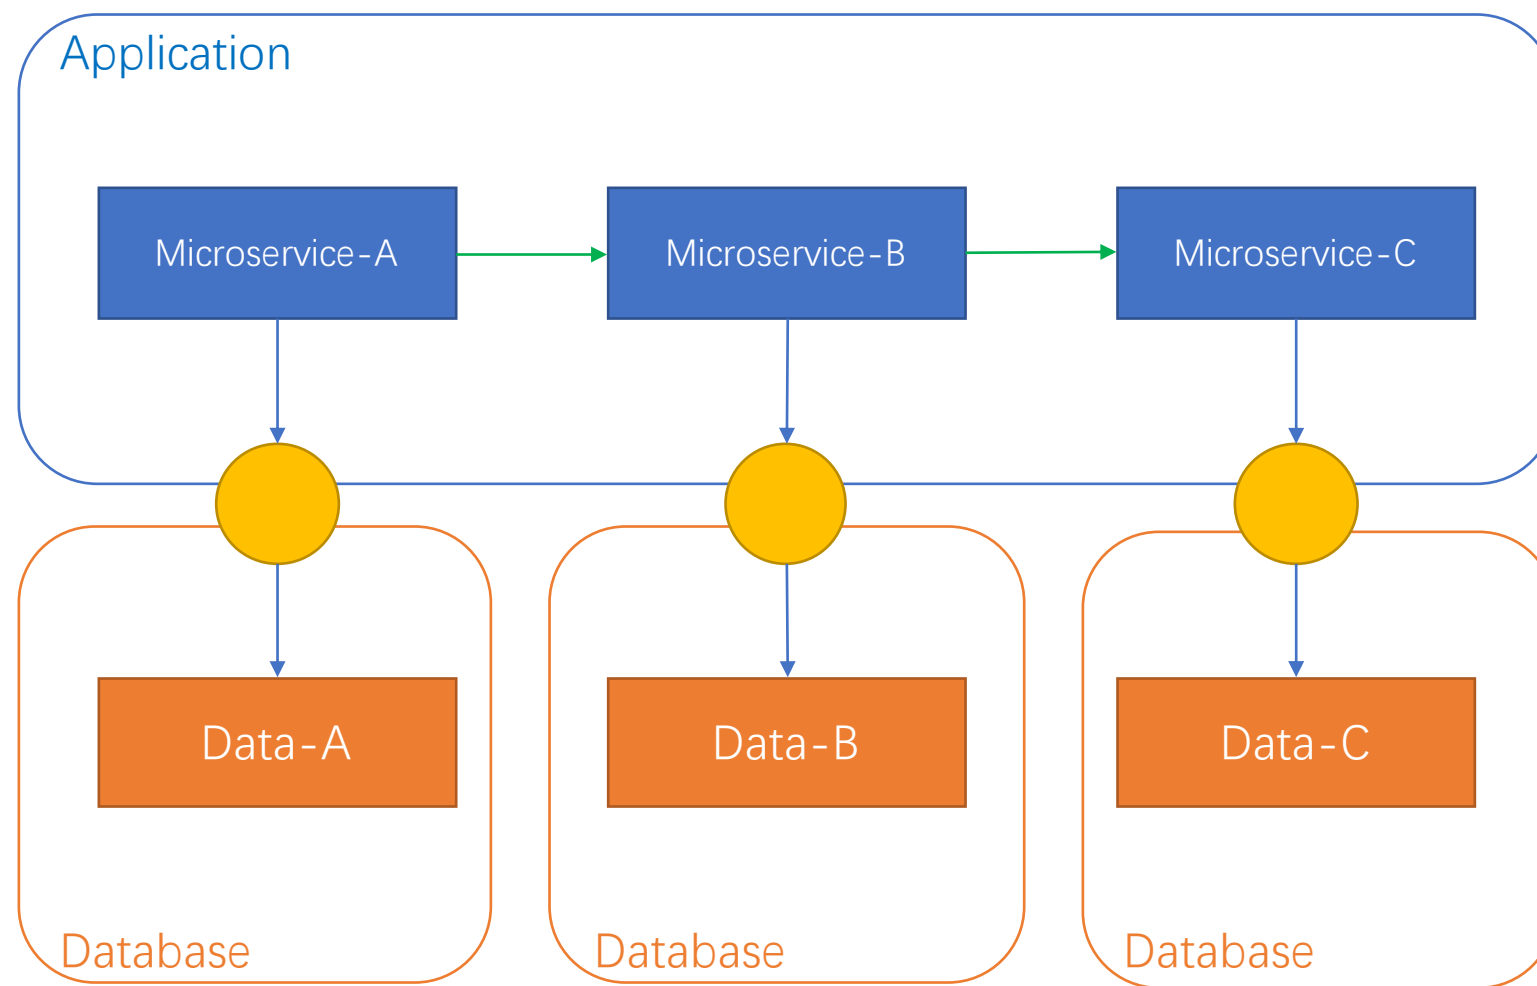 Application
Microservice-A
Microservice-B
Microservice-C
Data-A
Data-B
Data-C
Database
Database
Database